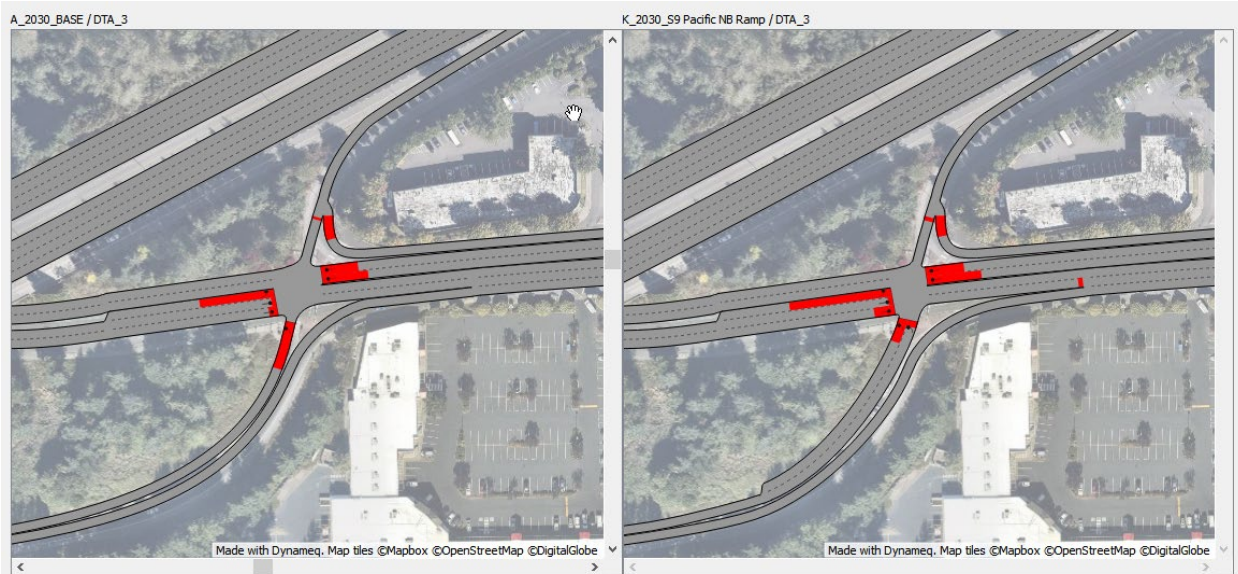 A_2030_BASE / DTA_3
K_2030_S9 Pacific NB Ramp / DTA_3
Made with Dynameq. Map tiles ©Mapbox ©OpenStreetMap ©DigitalGlobe
Made with Dynameq. Map tiles ©Mapbox ©OpenStreetMap ©DigitalGlobe